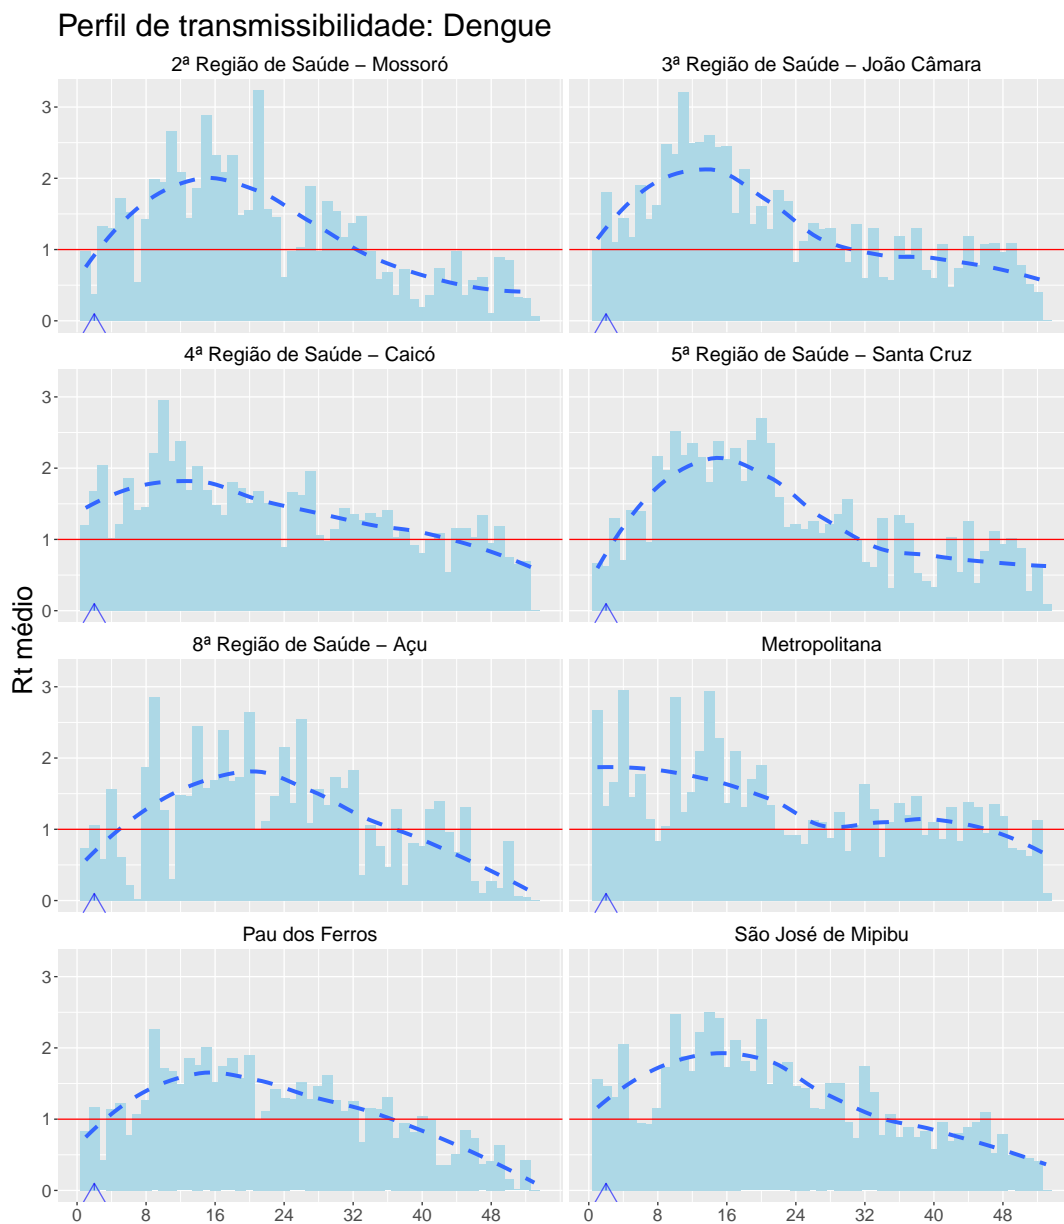 Perfil de transmissibilidade: Dengue
2ª Região de Saúde − Mossoró
3ª Região de Saúde − João Câmara
3
2
1
0
4ª Região de Saúde − Caicó
5ª Região de Saúde − Santa Cruz
3
2
1
0
Rt médio
8ª Região de Saúde − Açu
Metropolitana
3
2
1
0
Pau dos Ferros
São José de Mipibu
3
2
1
0
0 8 16 24 32 40 48
0 8 16 24 32 40 48